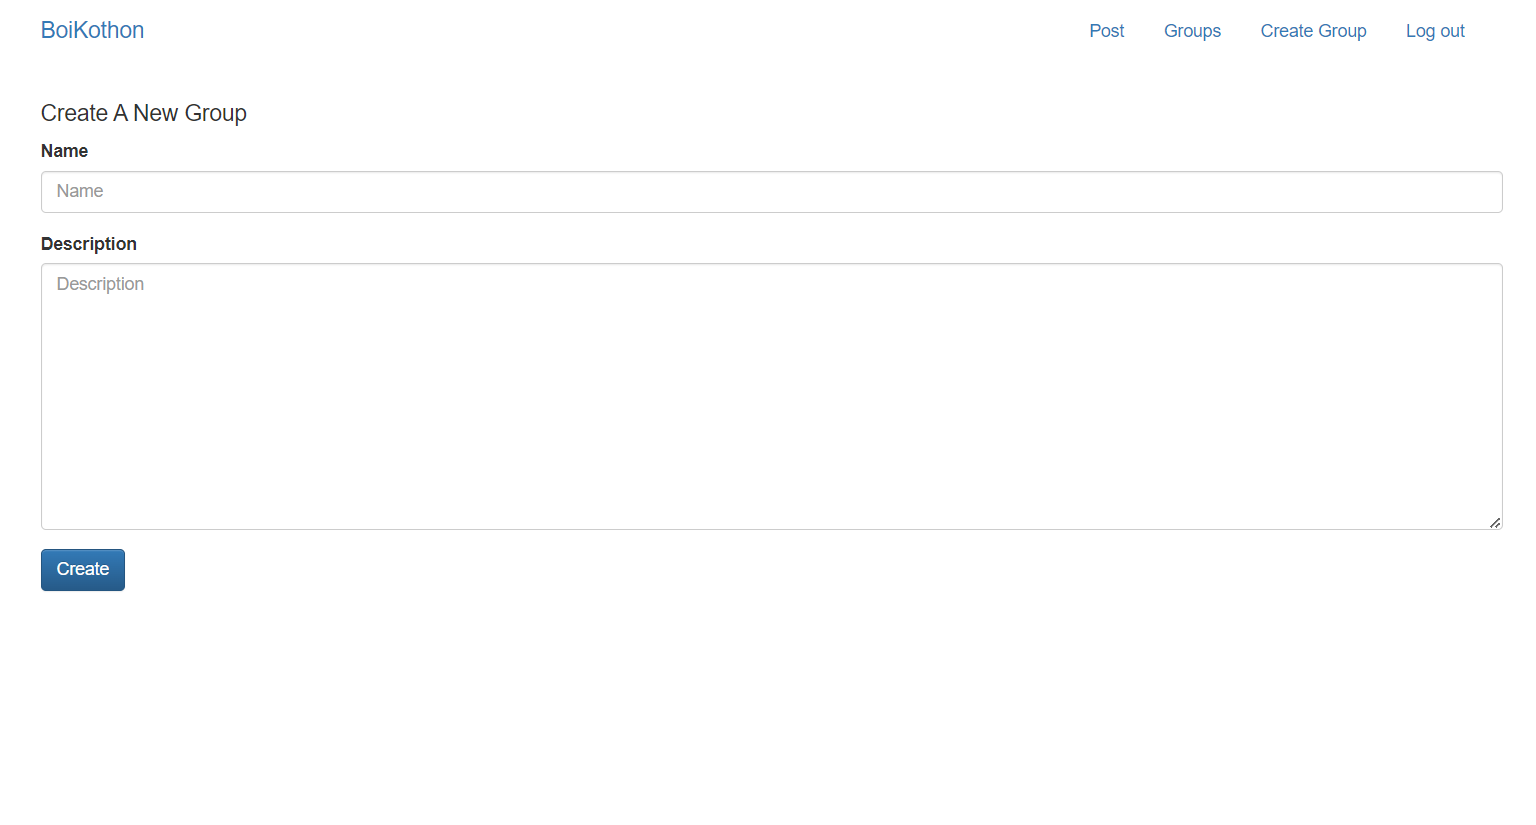 BoiKothon Post Groups Create Group Log out
Create A New Group
Name
Name
Description
Description
Create